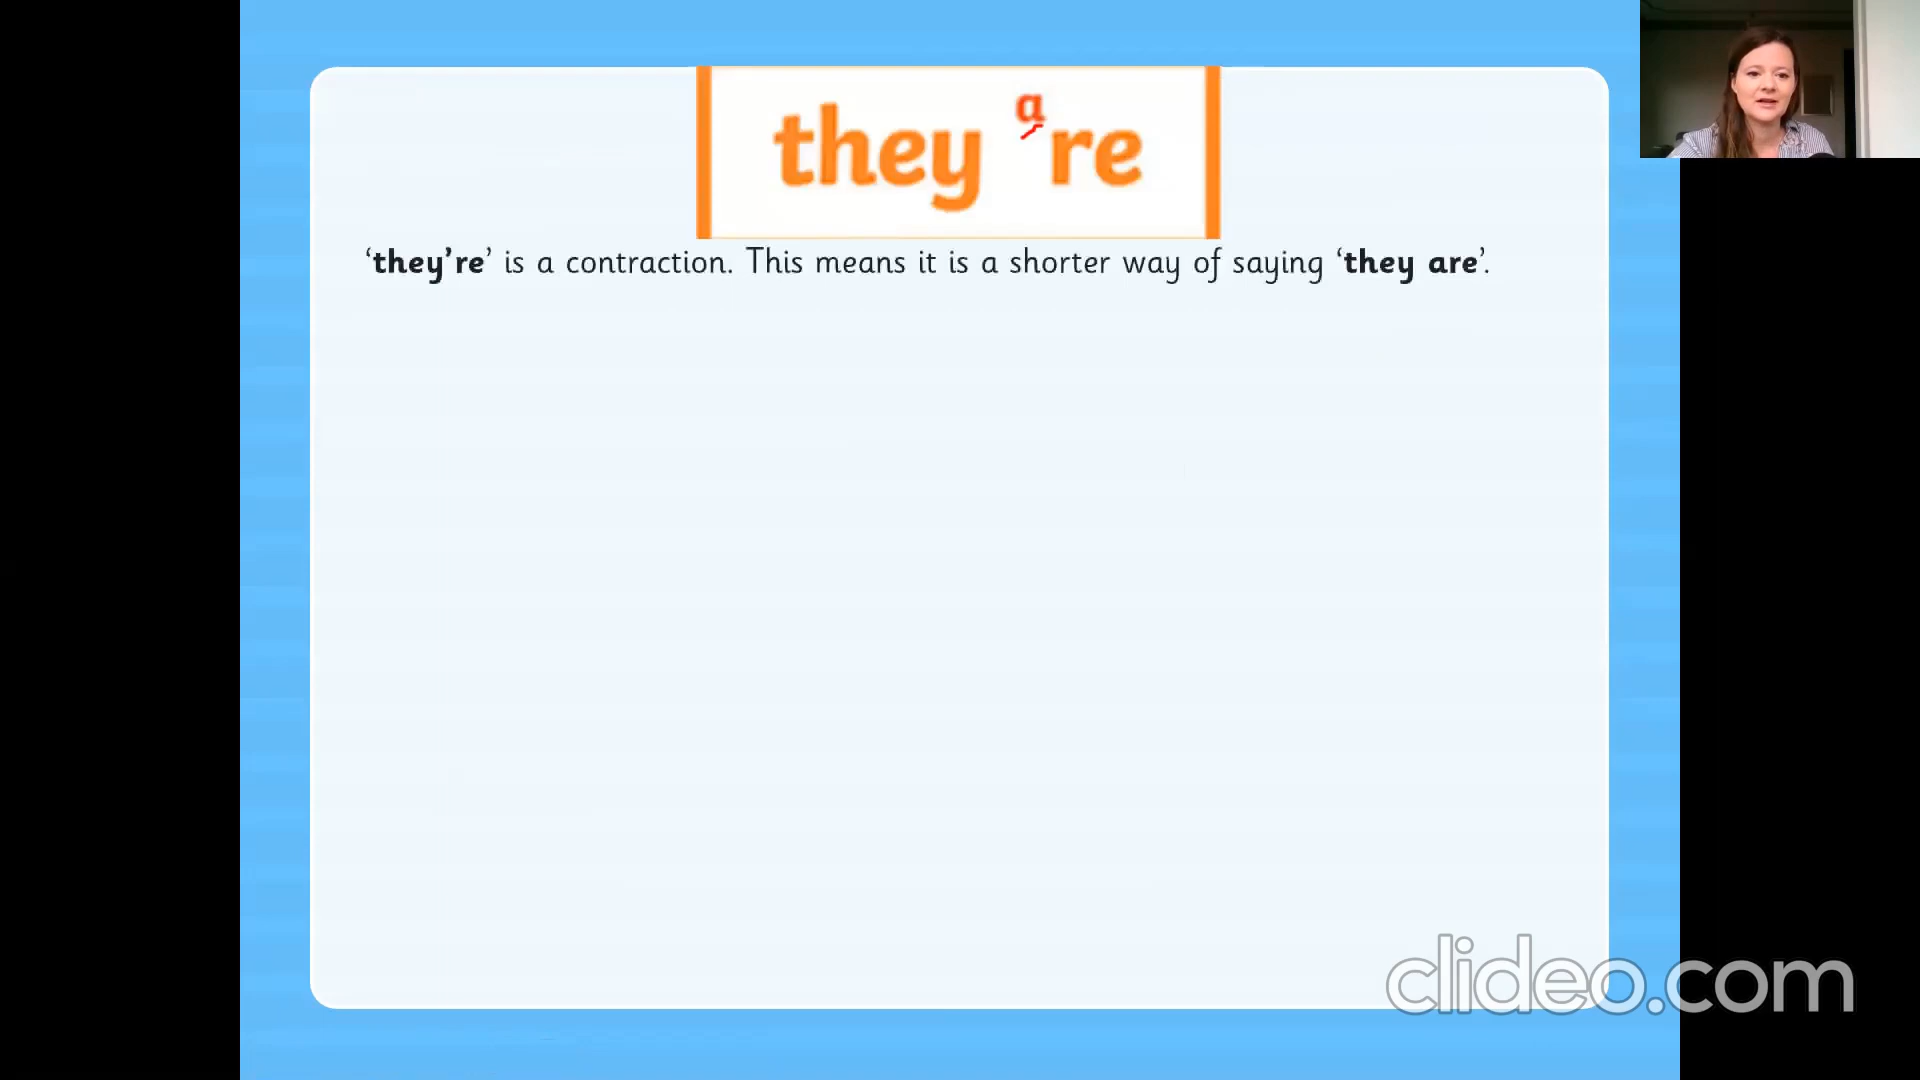 they a're
‘they’re’ is a contraction. This means it is a shorter way of saying ‘they are’.
clideo.com